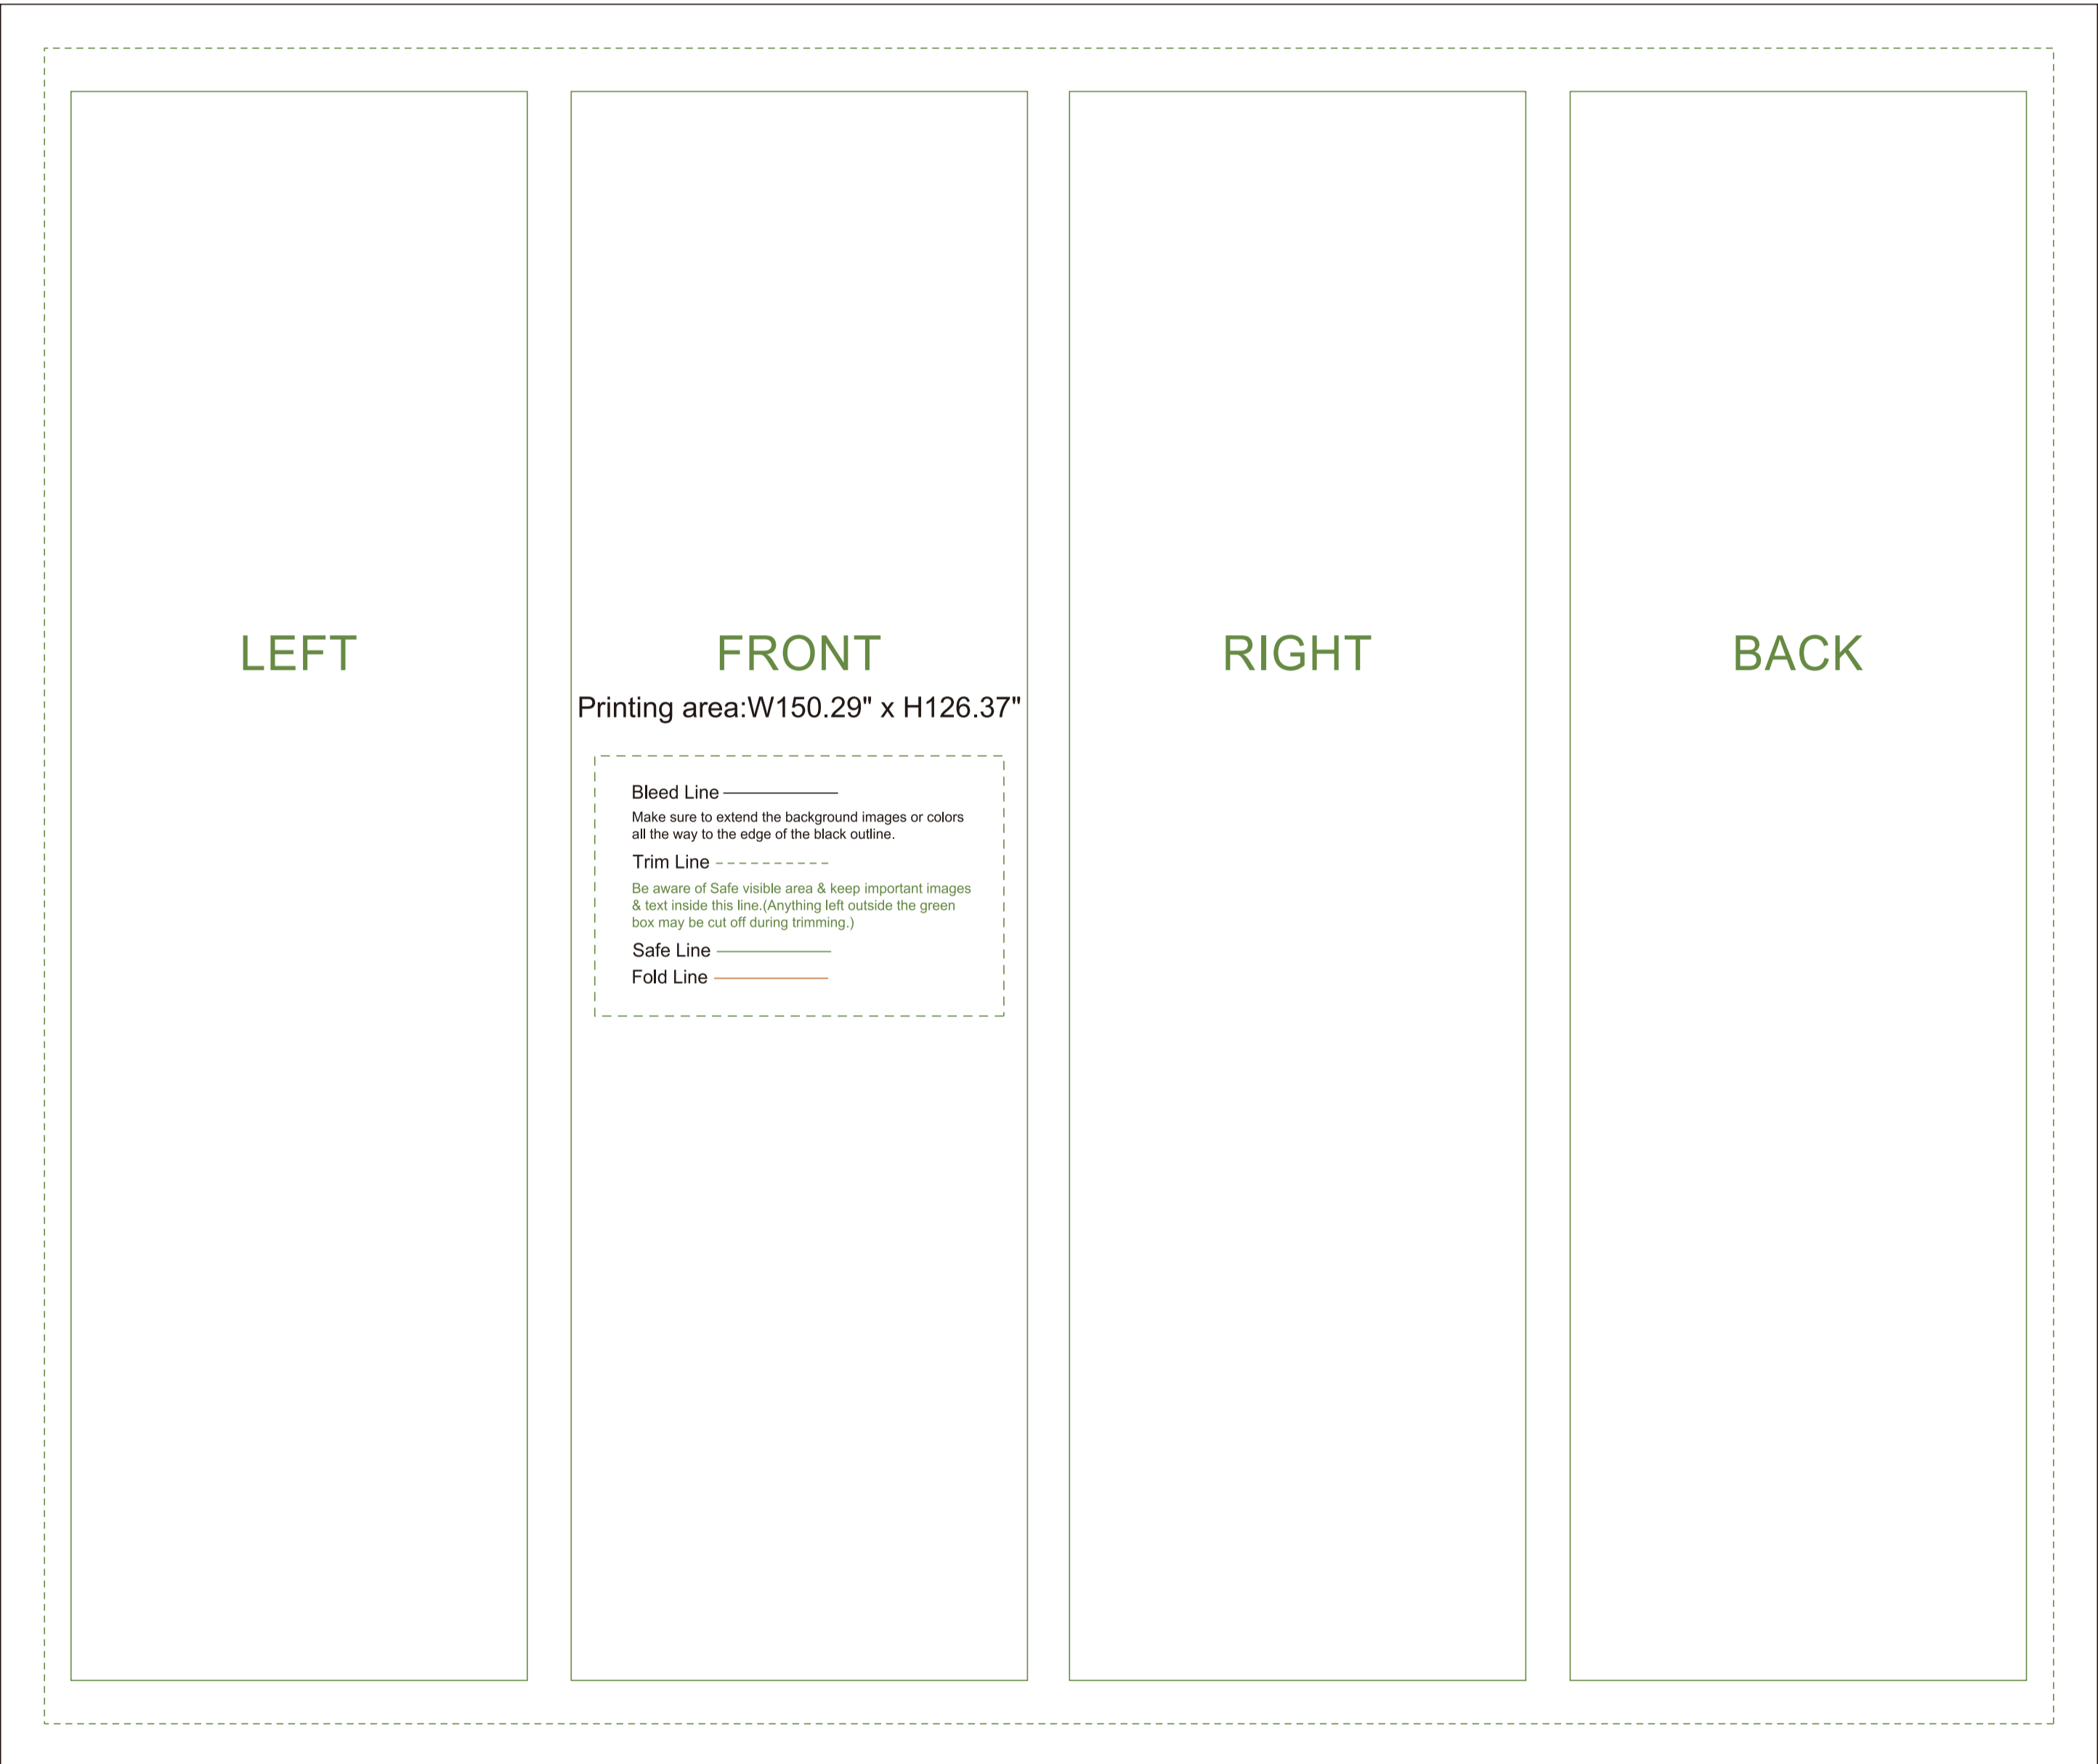 LEFT
FRONT
RIGHT
BACK
Printing area:W150.29" x H126.37"
Bleed Line
Make sure to extend the background images or colors
all the way to the edge of the black outline.
Trim Line
Be aware of Safe visible area & keep important images
& text inside this line.(Anything left outside the green
box may be cut off during trimming.)
Safe Line
Fold Line